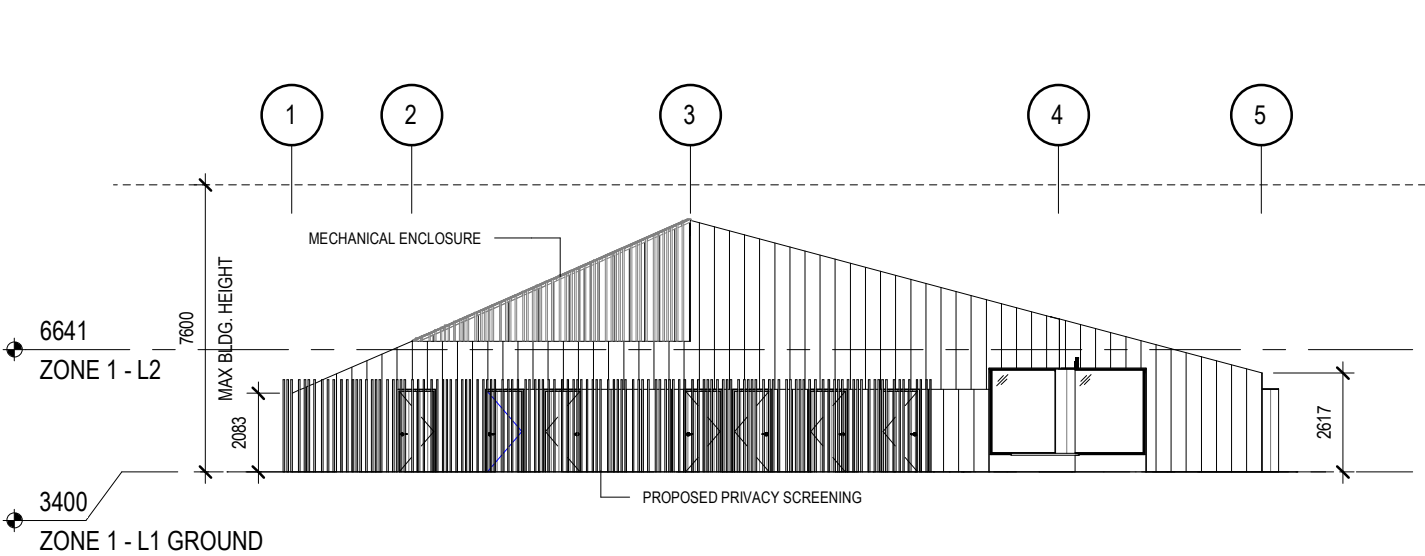 1
2
3
4
5
MECHANICAL ENCLOSURE
MAX BLDG. HEIGHT
7600
6641
ZONE 1 - L2
2083
2617
PROPOSED PRIVACY SCREENING
3400
ZONE 1 - L1 GROUND